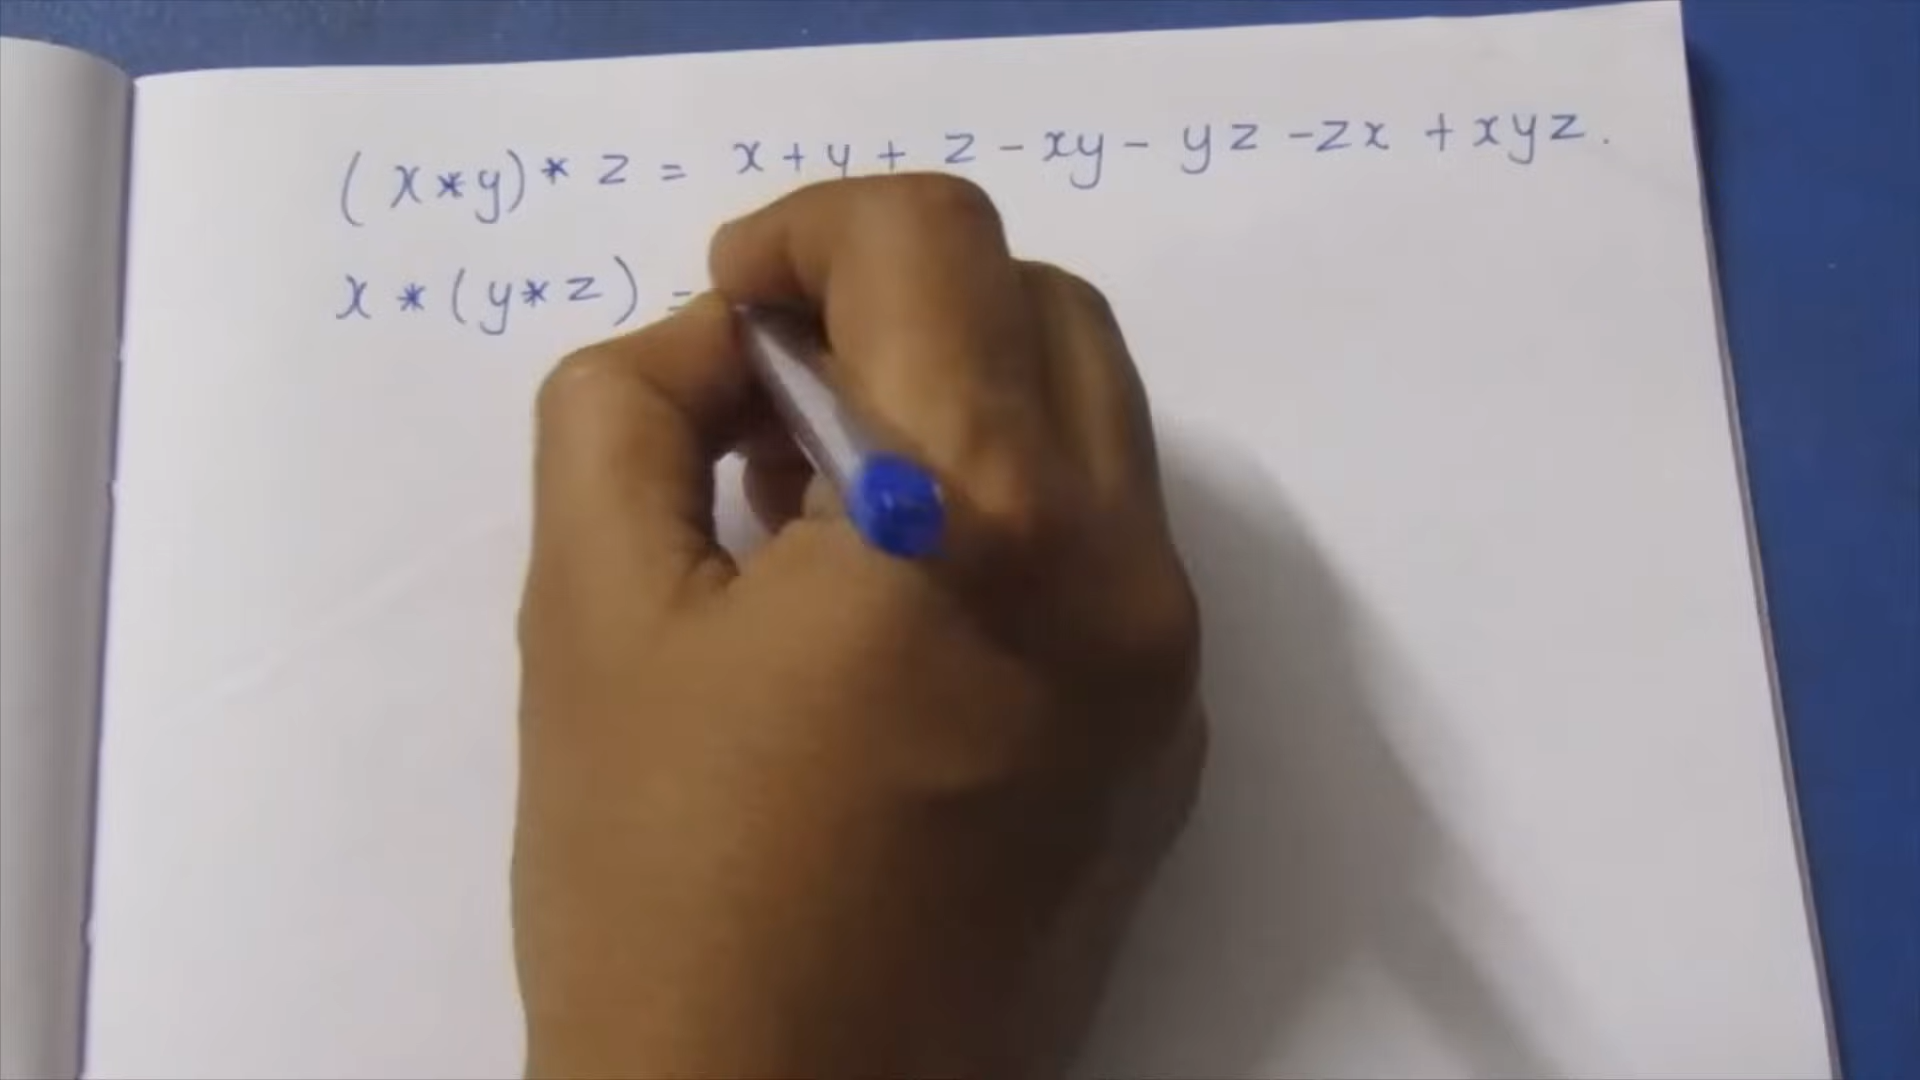 (x*y)*z = x+y+z-xy-yz-zx+xyz.
x*(y*z) =